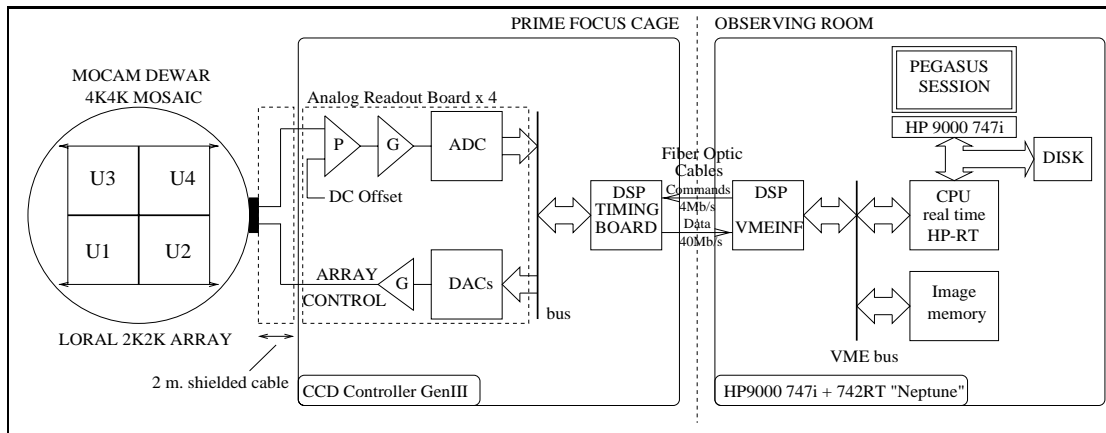 PRIME FOCUS CAGE
OBSERVING ROOM
MOCAM DEWAR
4K4K MOSAIC
U3
U4
U1
U2
LORAL 2K2K ARRAY
2 m. shielded cable
Analog Readout Board x 4
P
G
ADC
DC Offset
ARRAY
CONTROL
G
DACs
bus
DSP
TIMING
BOARD
CCD Controller GenIII
Fiber Optic
Cables
Commands
4Mb/s
Data
40Mb/s
DSP
VMEINF
PEGASUS
SESSION
HP 9000 747i
DISK
CPU
real time
HP-RT
Image
memory
VME bus
HP9000 747i + 742RT "Neptune"